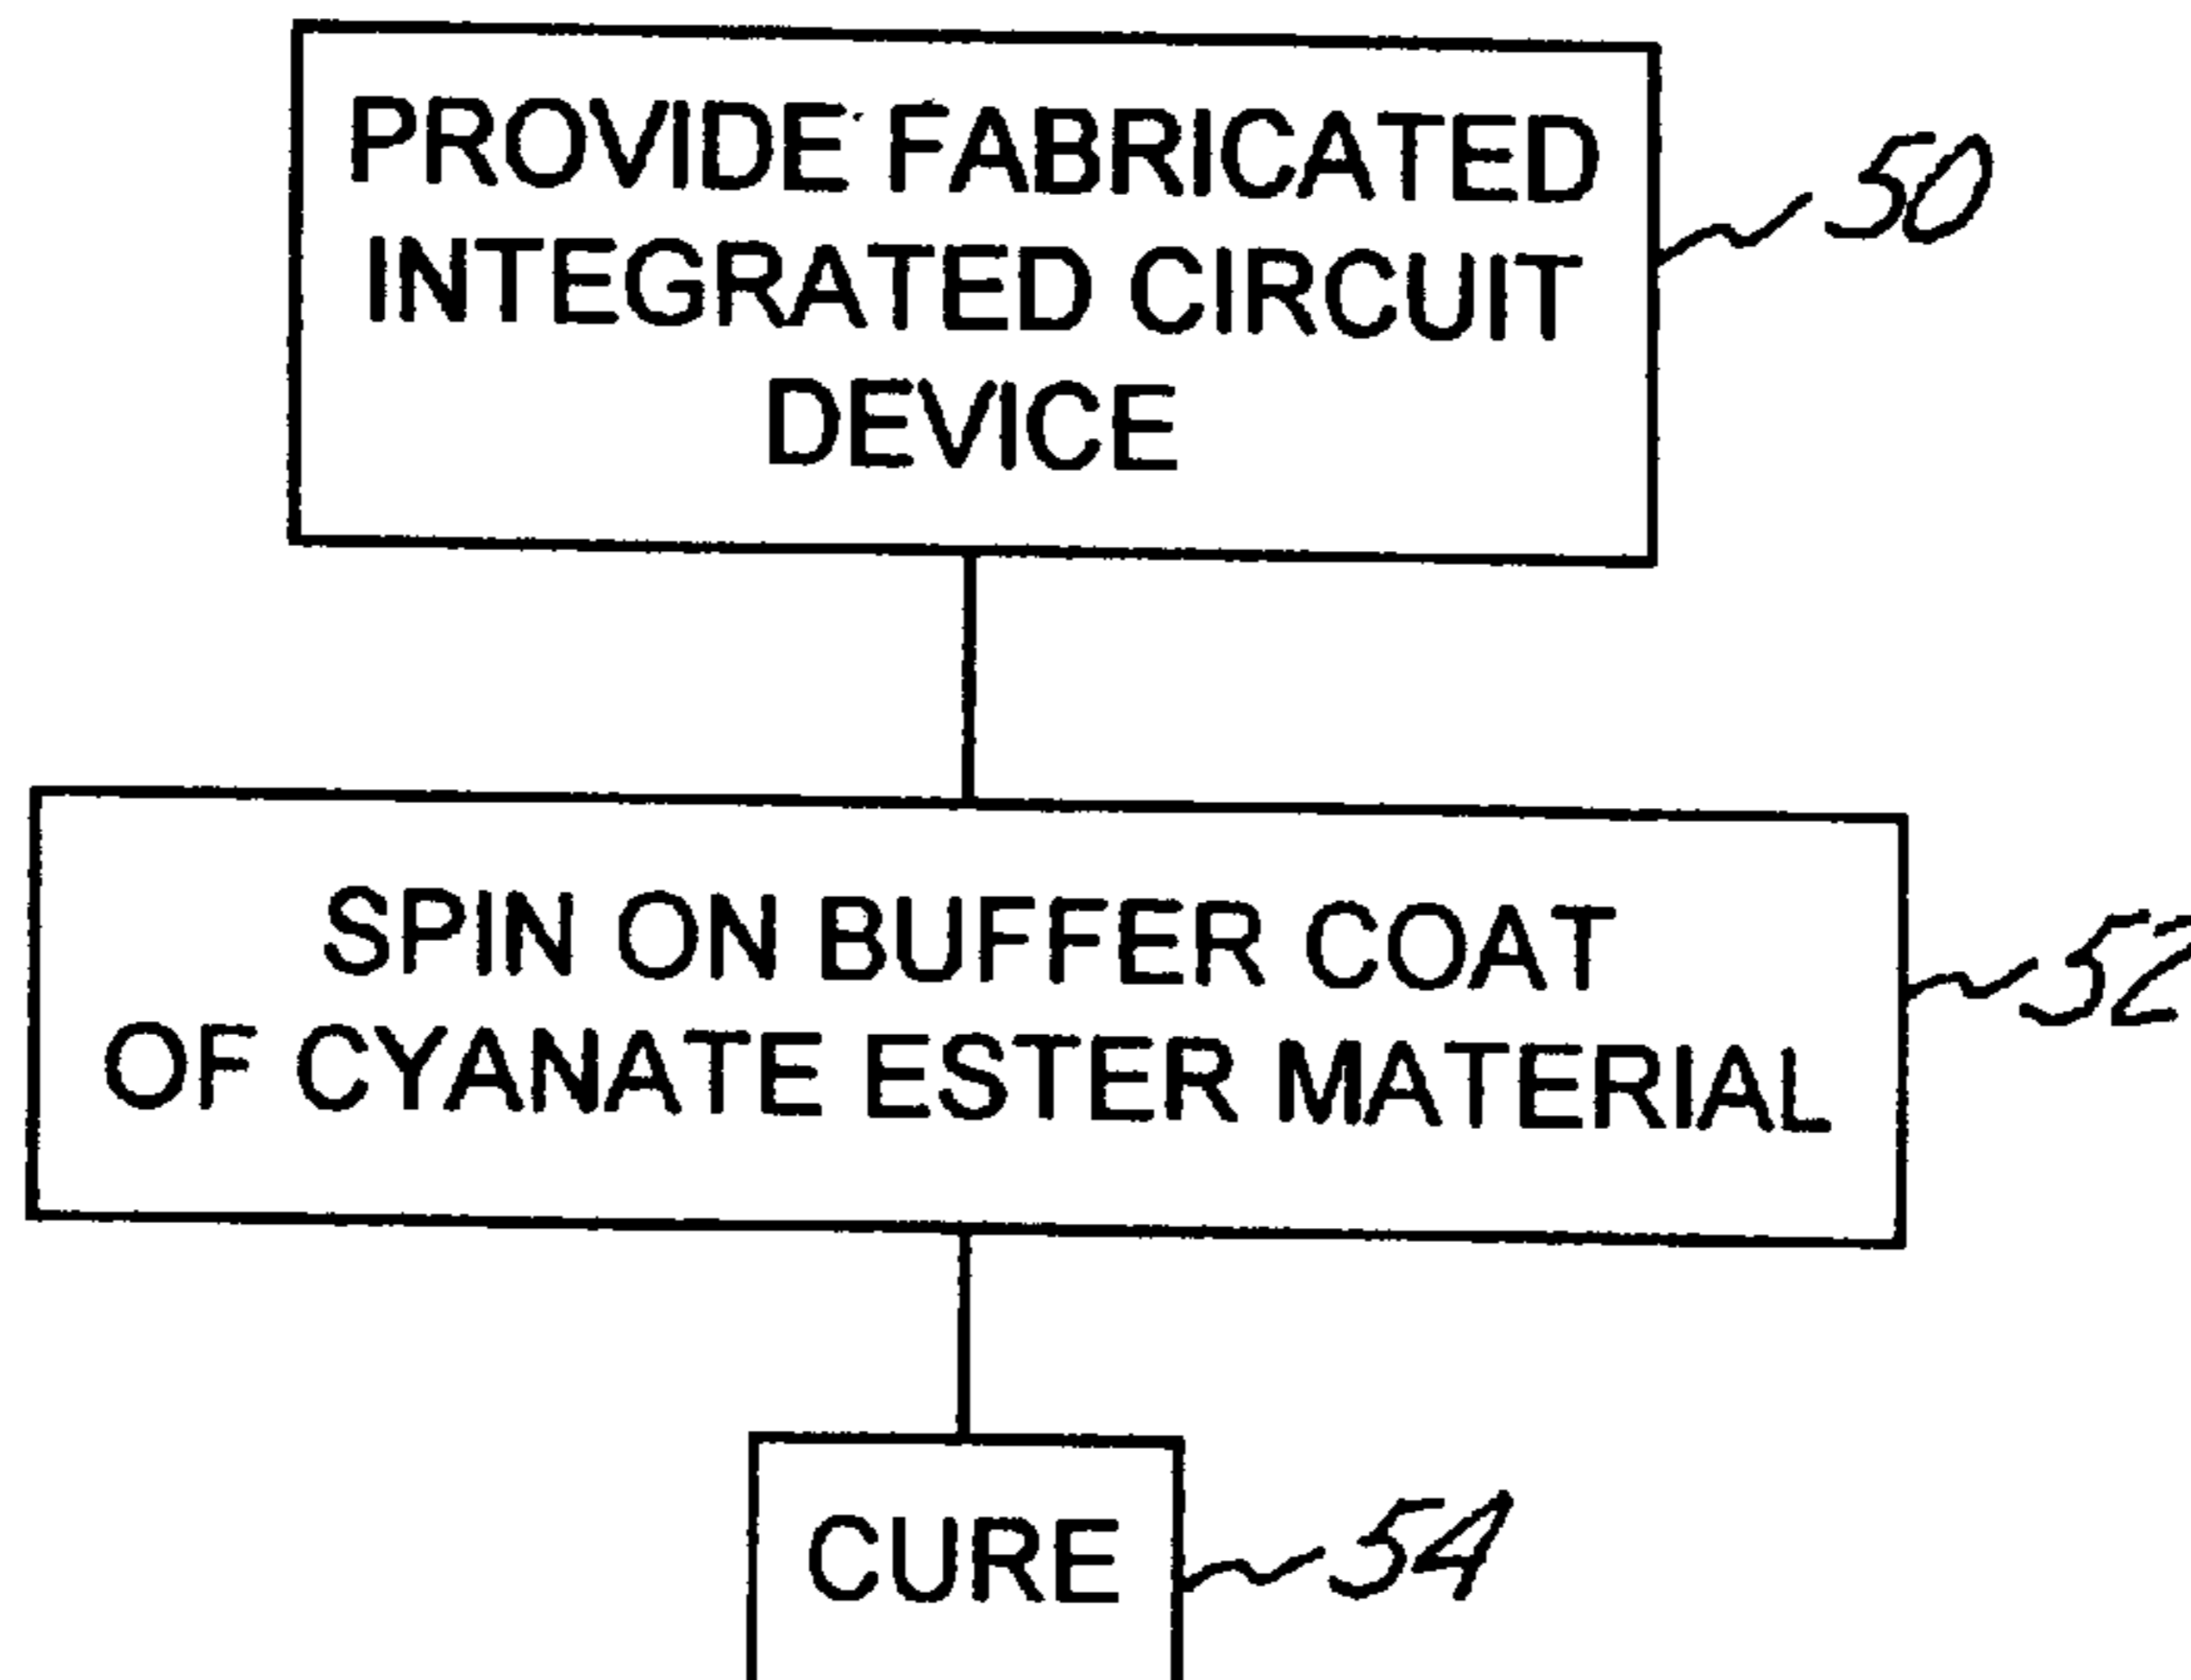 PROVIDE FABRICATED
INTEGRATED CIRCUIT
DEVICE
50
SPIN ON BUFFER COAT
OF CYANATE ESTER MATERIAL
52
CURE
54